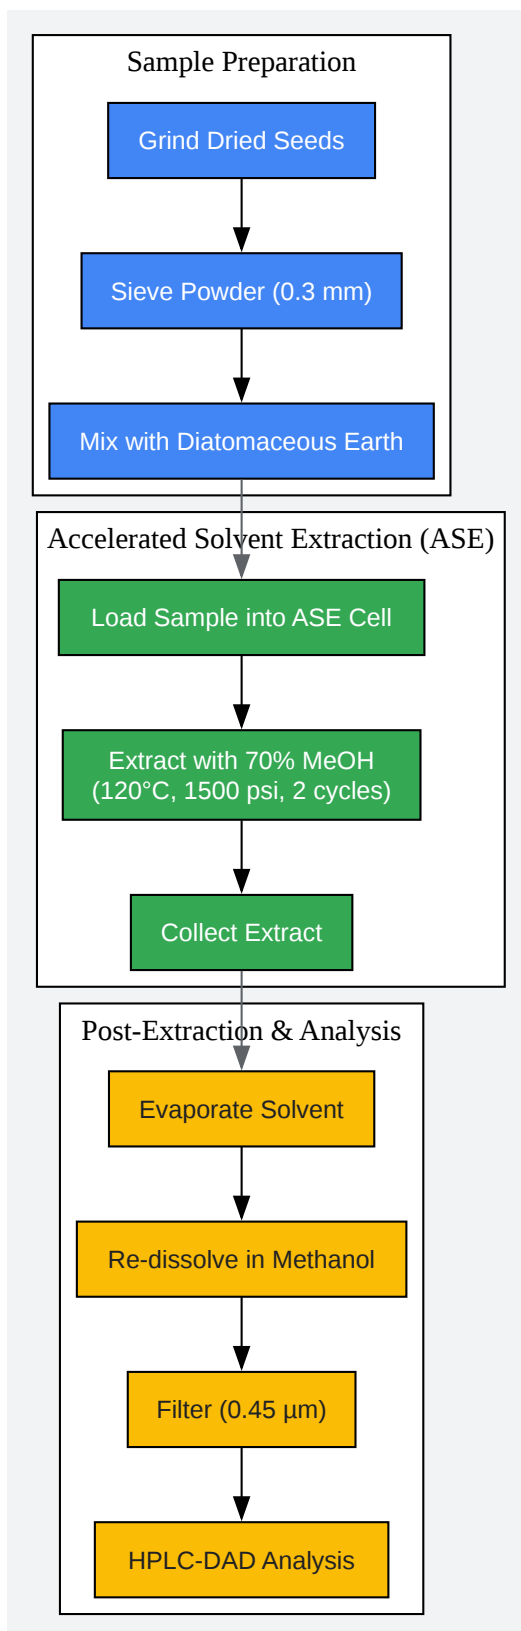 Sample Preparation
Grind Dried Seeds
Sieve Powder (0.3 mm)
Mix with Diatomaceous Earth
Accelerated Solvent Extraction (ASE)
Load Sample into ASE Cell
Extract with 70% MeOH
(120°C, 1500 psi, 2 cycles)
Collect Extract
Post-Extraction & Analysis
Evaporate Solvent
Re-dissolve in Methanol
Filter (0.45 µm)
HPLC-DAD Analysis